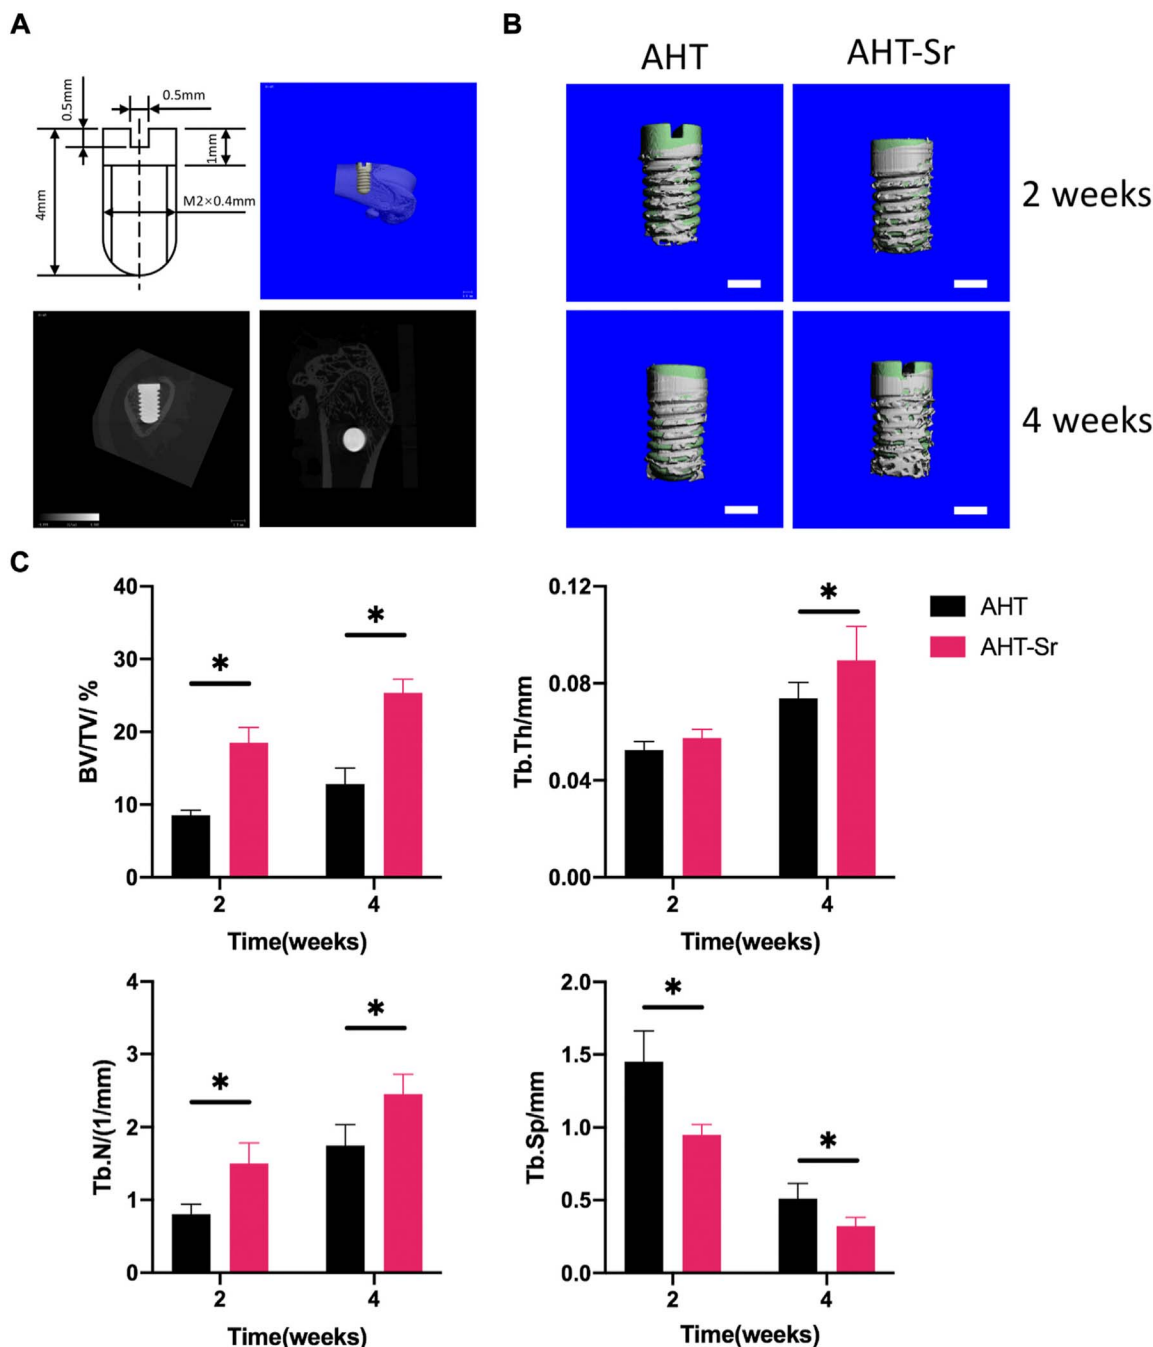 A
B
AHT
AHT-Sr
0.5mm
0.5mm
1mm
4mm
M2×0.4mm
2 weeks
4 weeks
C
40
30
20
10
0
BV/TV/ %
*
*
2
4
Time(weeks)
0.12
0.08
0.04
0.00
Tb.Th/mm
*
2
4
Time(weeks)
AHT
AHT-Sr
4
3
2
1
0
Tb.N/(1/mm)
*
*
2
4
Time(weeks)
2.0
1.5
1.0
0.5
0.0
Tb.Sp/mm
*
*
2
4
Time(weeks)